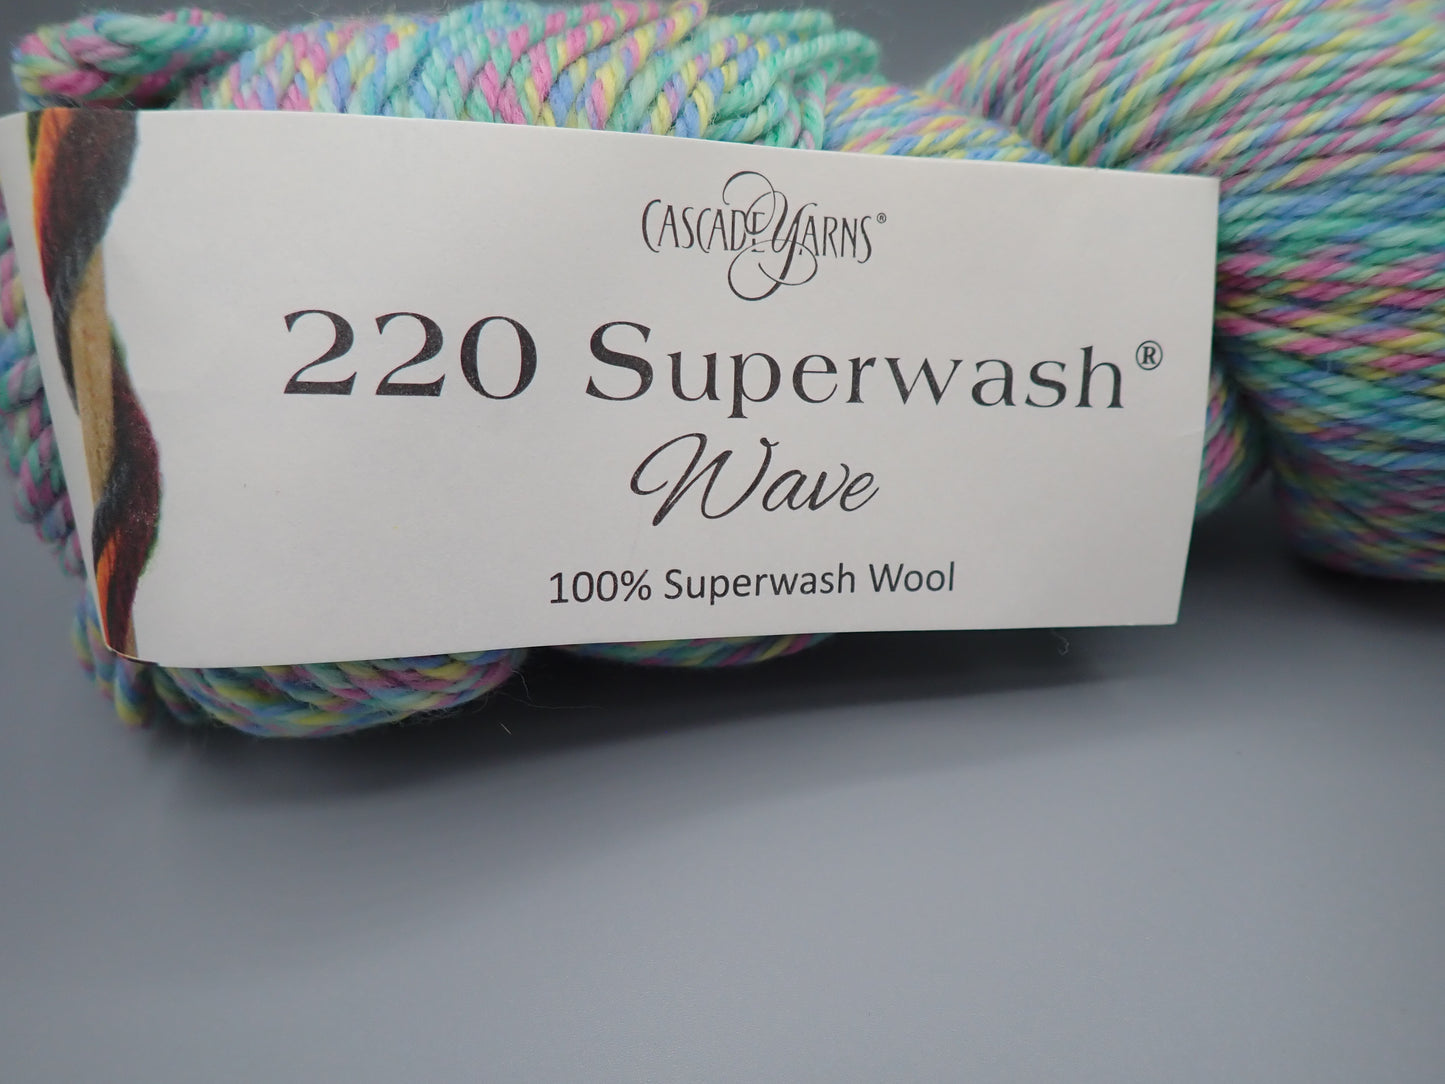 CASCADE YARNS®
220 Superwash®
Wave
100% Superwash Wool